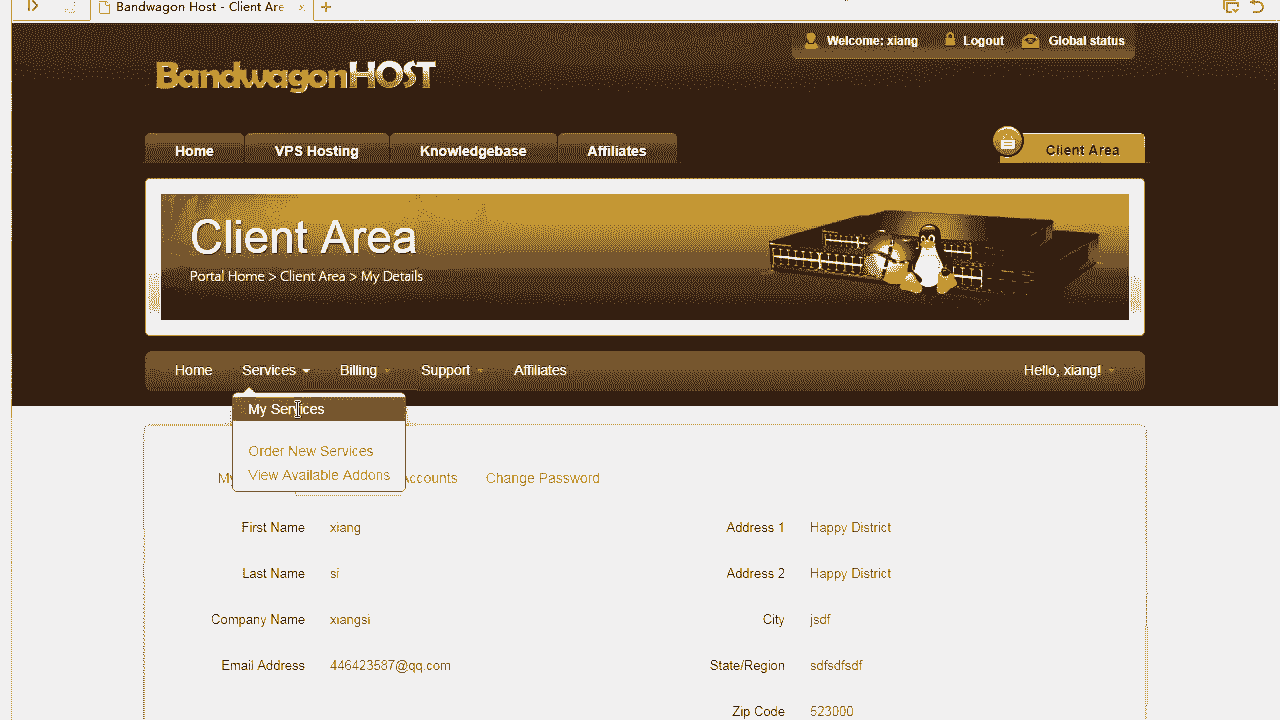 Bandwagon Host - Client Are
Welcome: xiang Logout Global status
BandwagonHOST
Home VPS Hosting Knowledgebase Affiliates Client Area
Client Area
Portal Home > Client Area > My Details
Home Services Billing Support Affiliates Hello, xiang!
My Services
Order New Services
View Available Addons
My Accounts Change Password
First Name xiang Address 1 Happy District
Last Name si Address 2 Happy District
Company Name xiangsi City jsdf
Email Address 446423587@qq.com State/Region sdfsdfsdf
Zip Code 523000